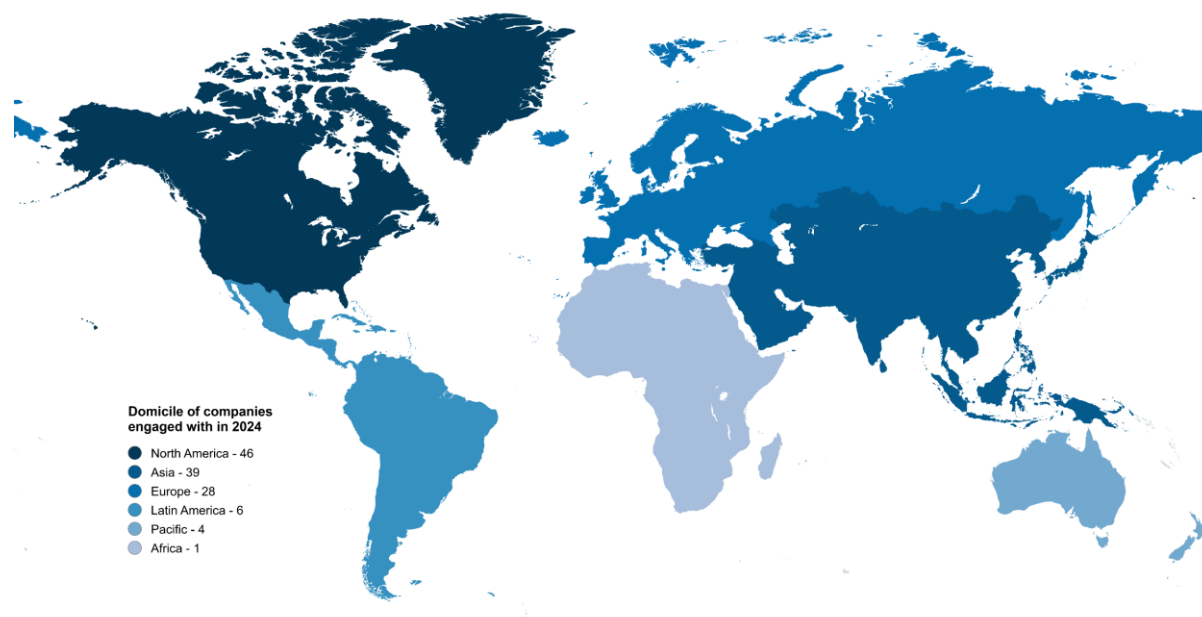 Domicile of companies
engaged with in 2024
North America - 46
Asia - 39
Europe - 28
Latin America - 6
Pacific - 4
Africa - 1